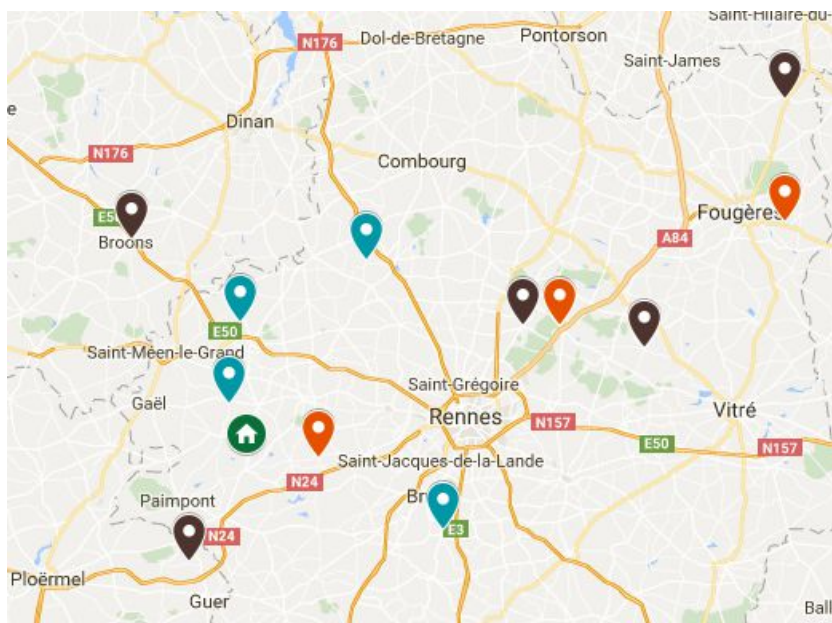 Saint-Hilaire-du-
N176
Dol-de-Bretagne
Pontorson
Saint-James
e
Dinan
N176
Combourg
Fougères
E50
A84
Broons
E50
Saint-Méen-le-Grand
Saint-Grégoire
Gaël
Rennes
Vitré
N157
E50
N157
Saint-Jacques-de-la-Lande
N24
Paimpont
Br
E3
N24
Ploërmel
Guer
Ball